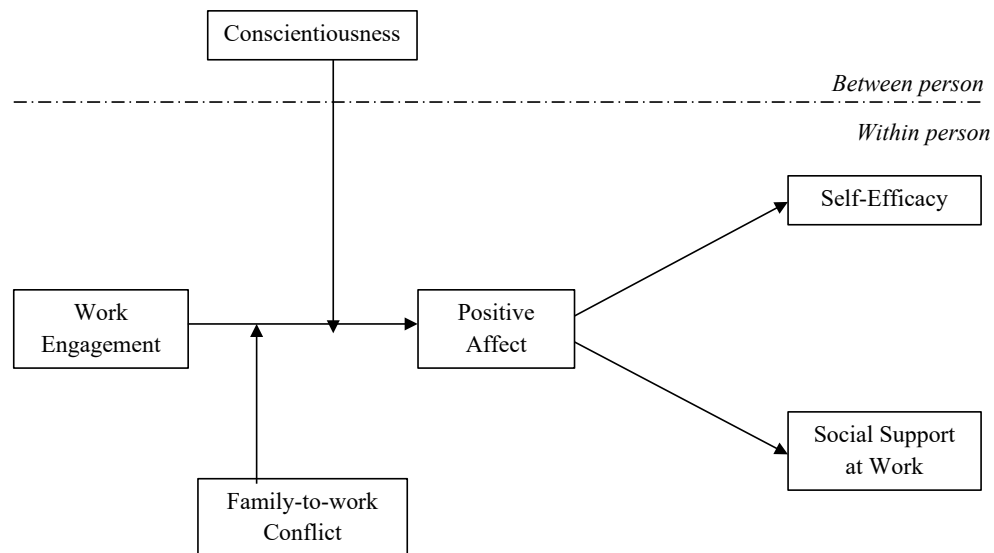 Conscientiousness
Between person
Within person
Self-Efficacy
Work
Engagement
Positive
Affect
Social Support
at Work
Family-to-work
Conflict